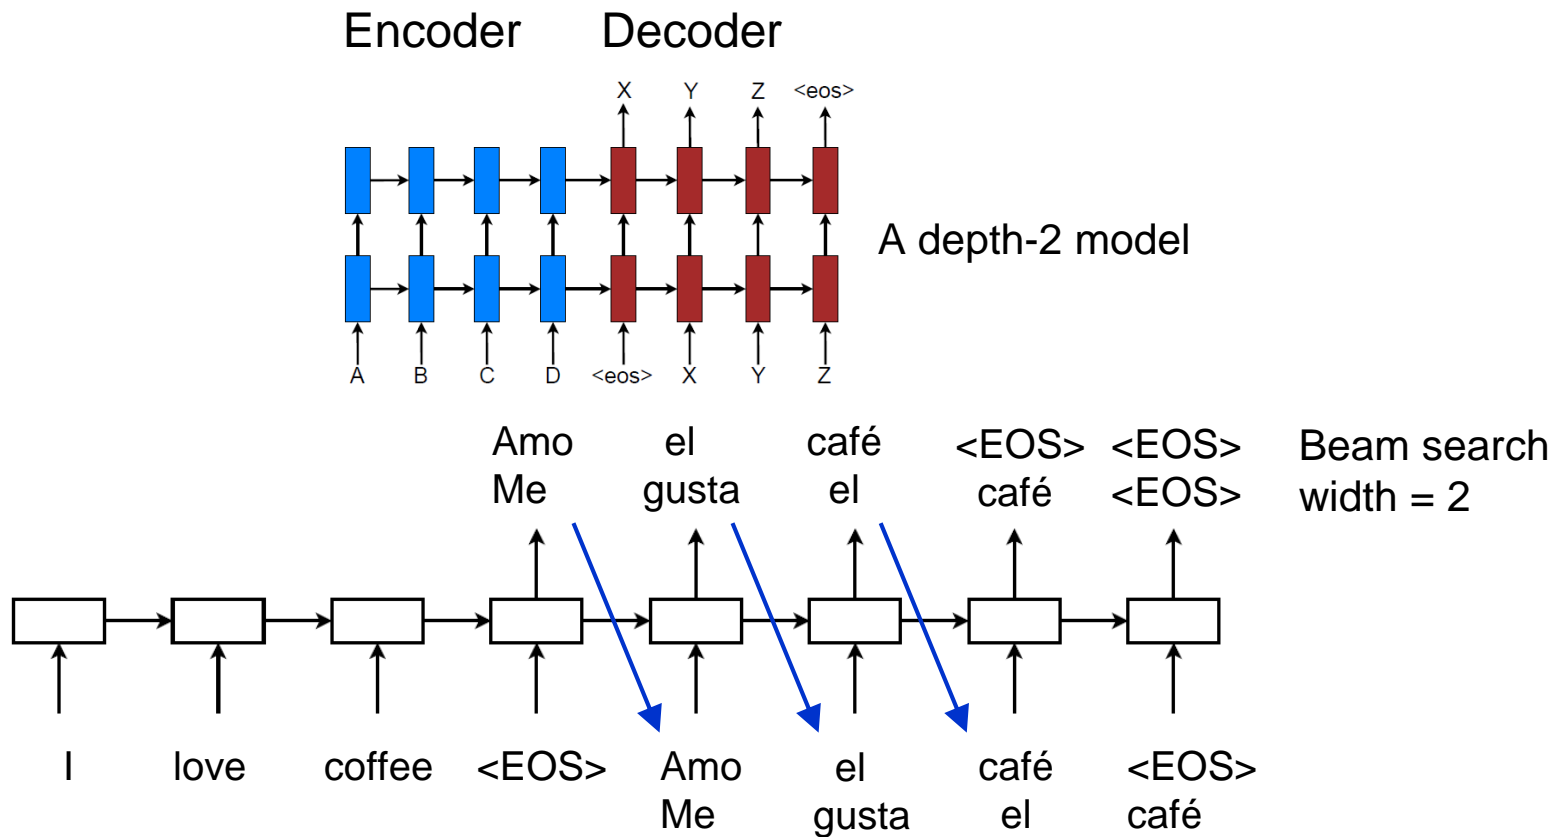 Encoder Decoder
X Y Z <eos>
A depth-2 model
A B C D <eos> X Y Z
Amo el café <EOS> <EOS>
Me gusta el café <EOS>
Beam search
width = 2
I love coffee <EOS> Amo el café <EOS>
Me gusta el café